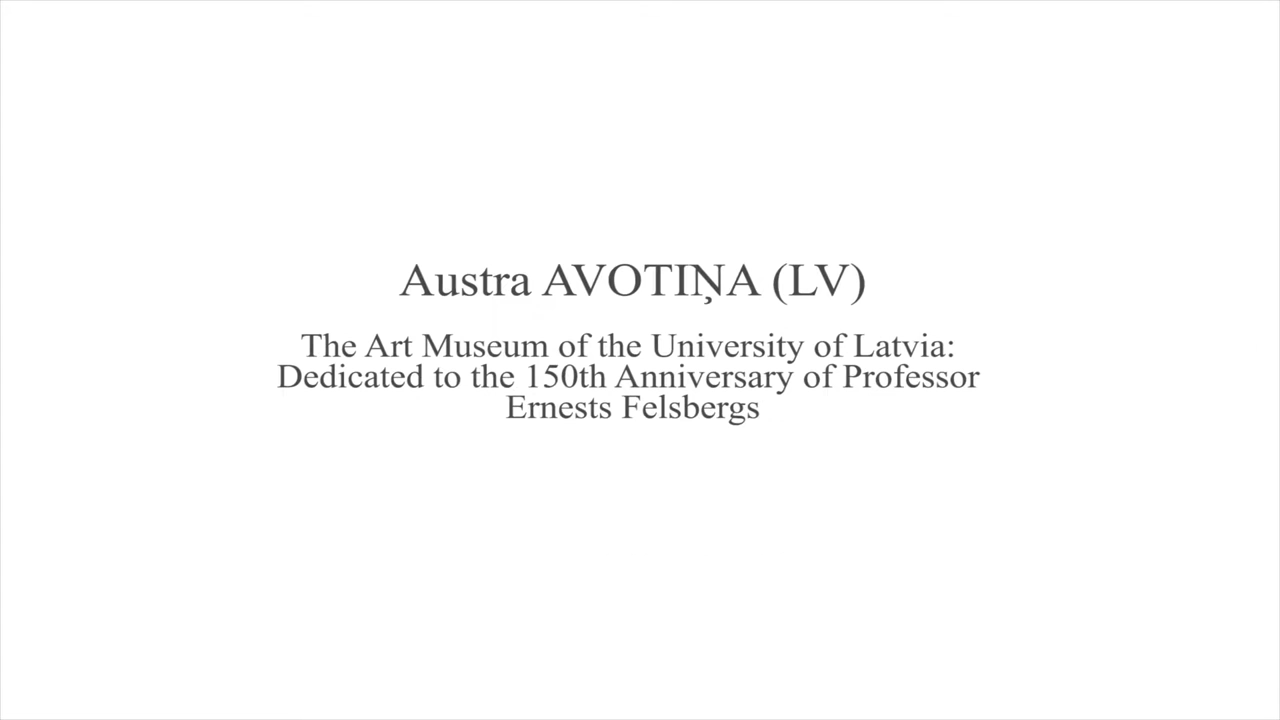 Austra AVOTIŅA (LV)
The Art Museum of the University of Latvia:
Dedicated to the 150th Anniversary of Professor
Ernests Felsbergs